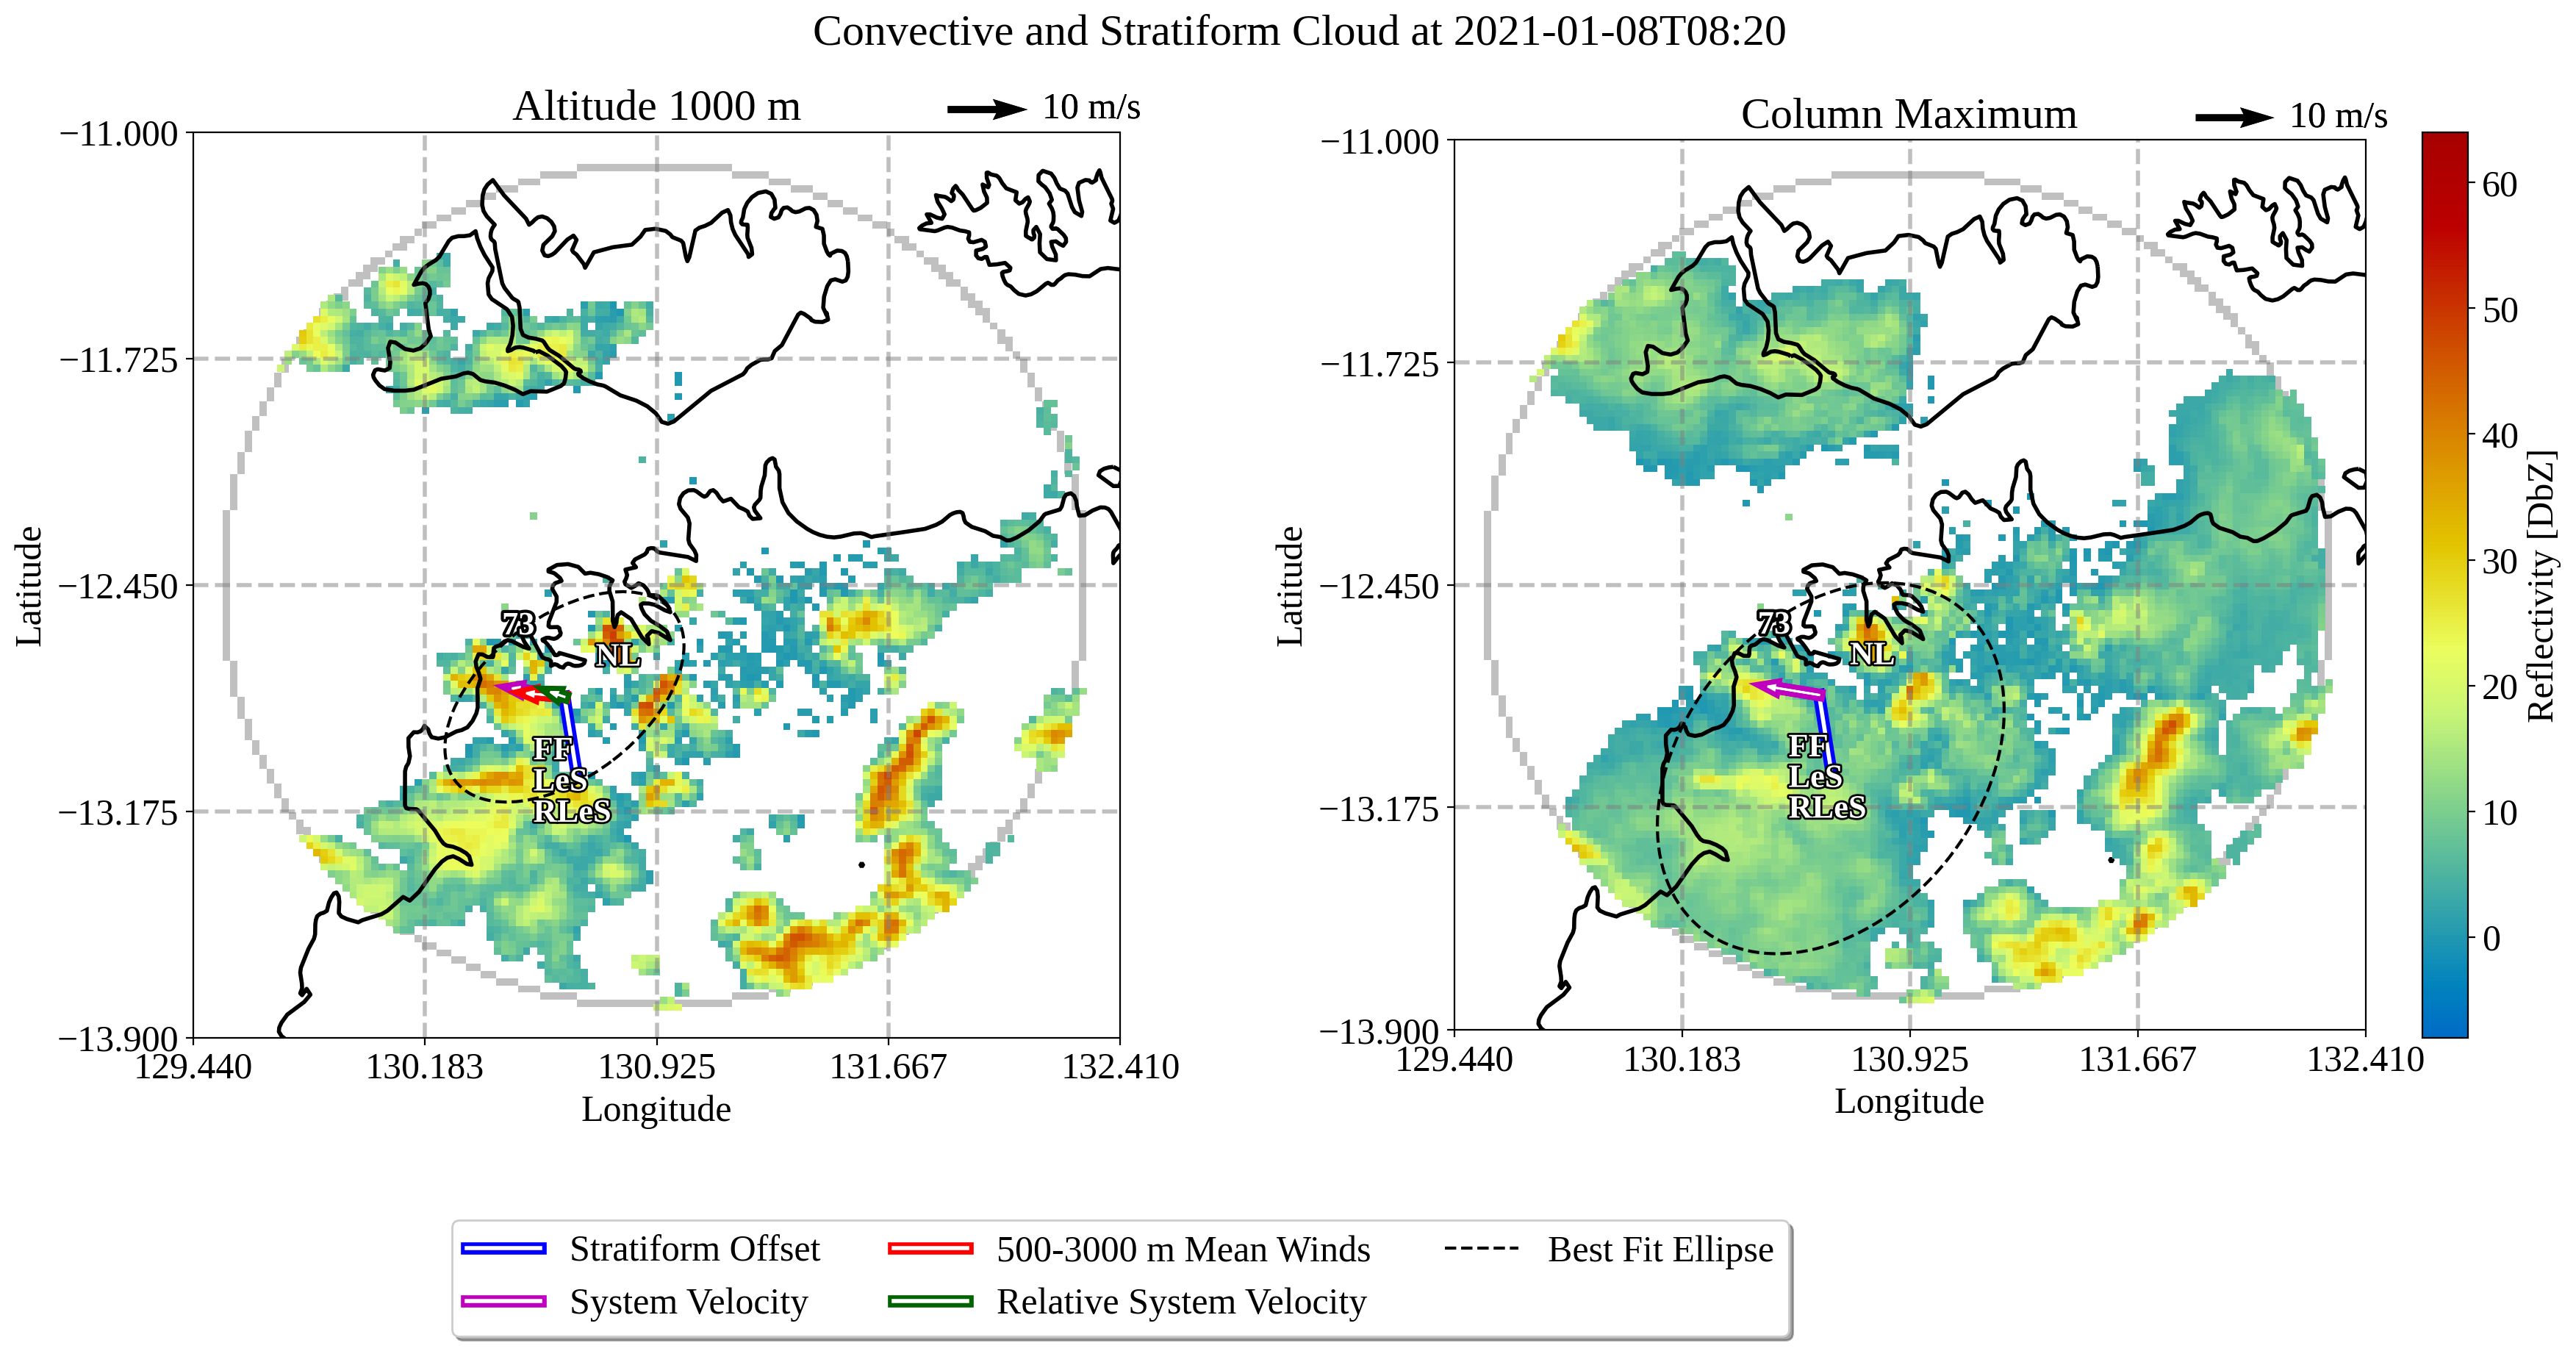 Convective and Stratiform Cloud at 2021-01-08T08:20
Altitude 1000 m
10 m/s
−11.000
−11.725
−12.450
−13.175
−13.900
129.440
130.183
130.925
131.667
132.410
Latitude
Longitude
73
NL
FF
LeS
RLeS
Column Maximum
10 m/s
−11.000
−11.725
−12.450
−13.175
−13.900
129.440
130.183
130.925
131.667
132.410
Latitude
Longitude
73
NL
FF
LeS
RLeS
60
50
40
30
20
10
0
Reflectivity [DbZ]
Stratiform Offset
500-3000 m Mean Winds
Best Fit Ellipse
System Velocity
Relative System Velocity